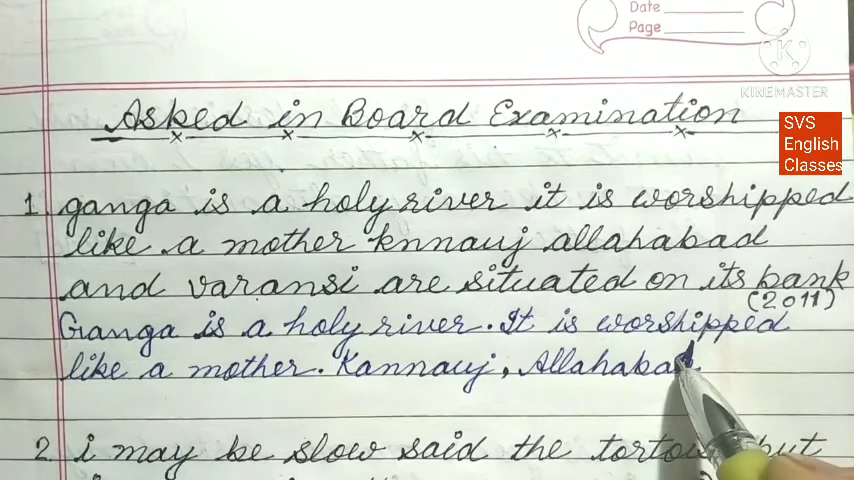 Date
Page
KINEMASTER
Asked in Board Examination
SVS
English
Classes
1. ganga is a holy river it is worshipped
like a mother knnauj allahabad
and varansi are situated on its bank
(2011)
Ganga is a holy river. It is worshipped
like a mother. Kannauj, Allahabad
2. i may be slow said the but